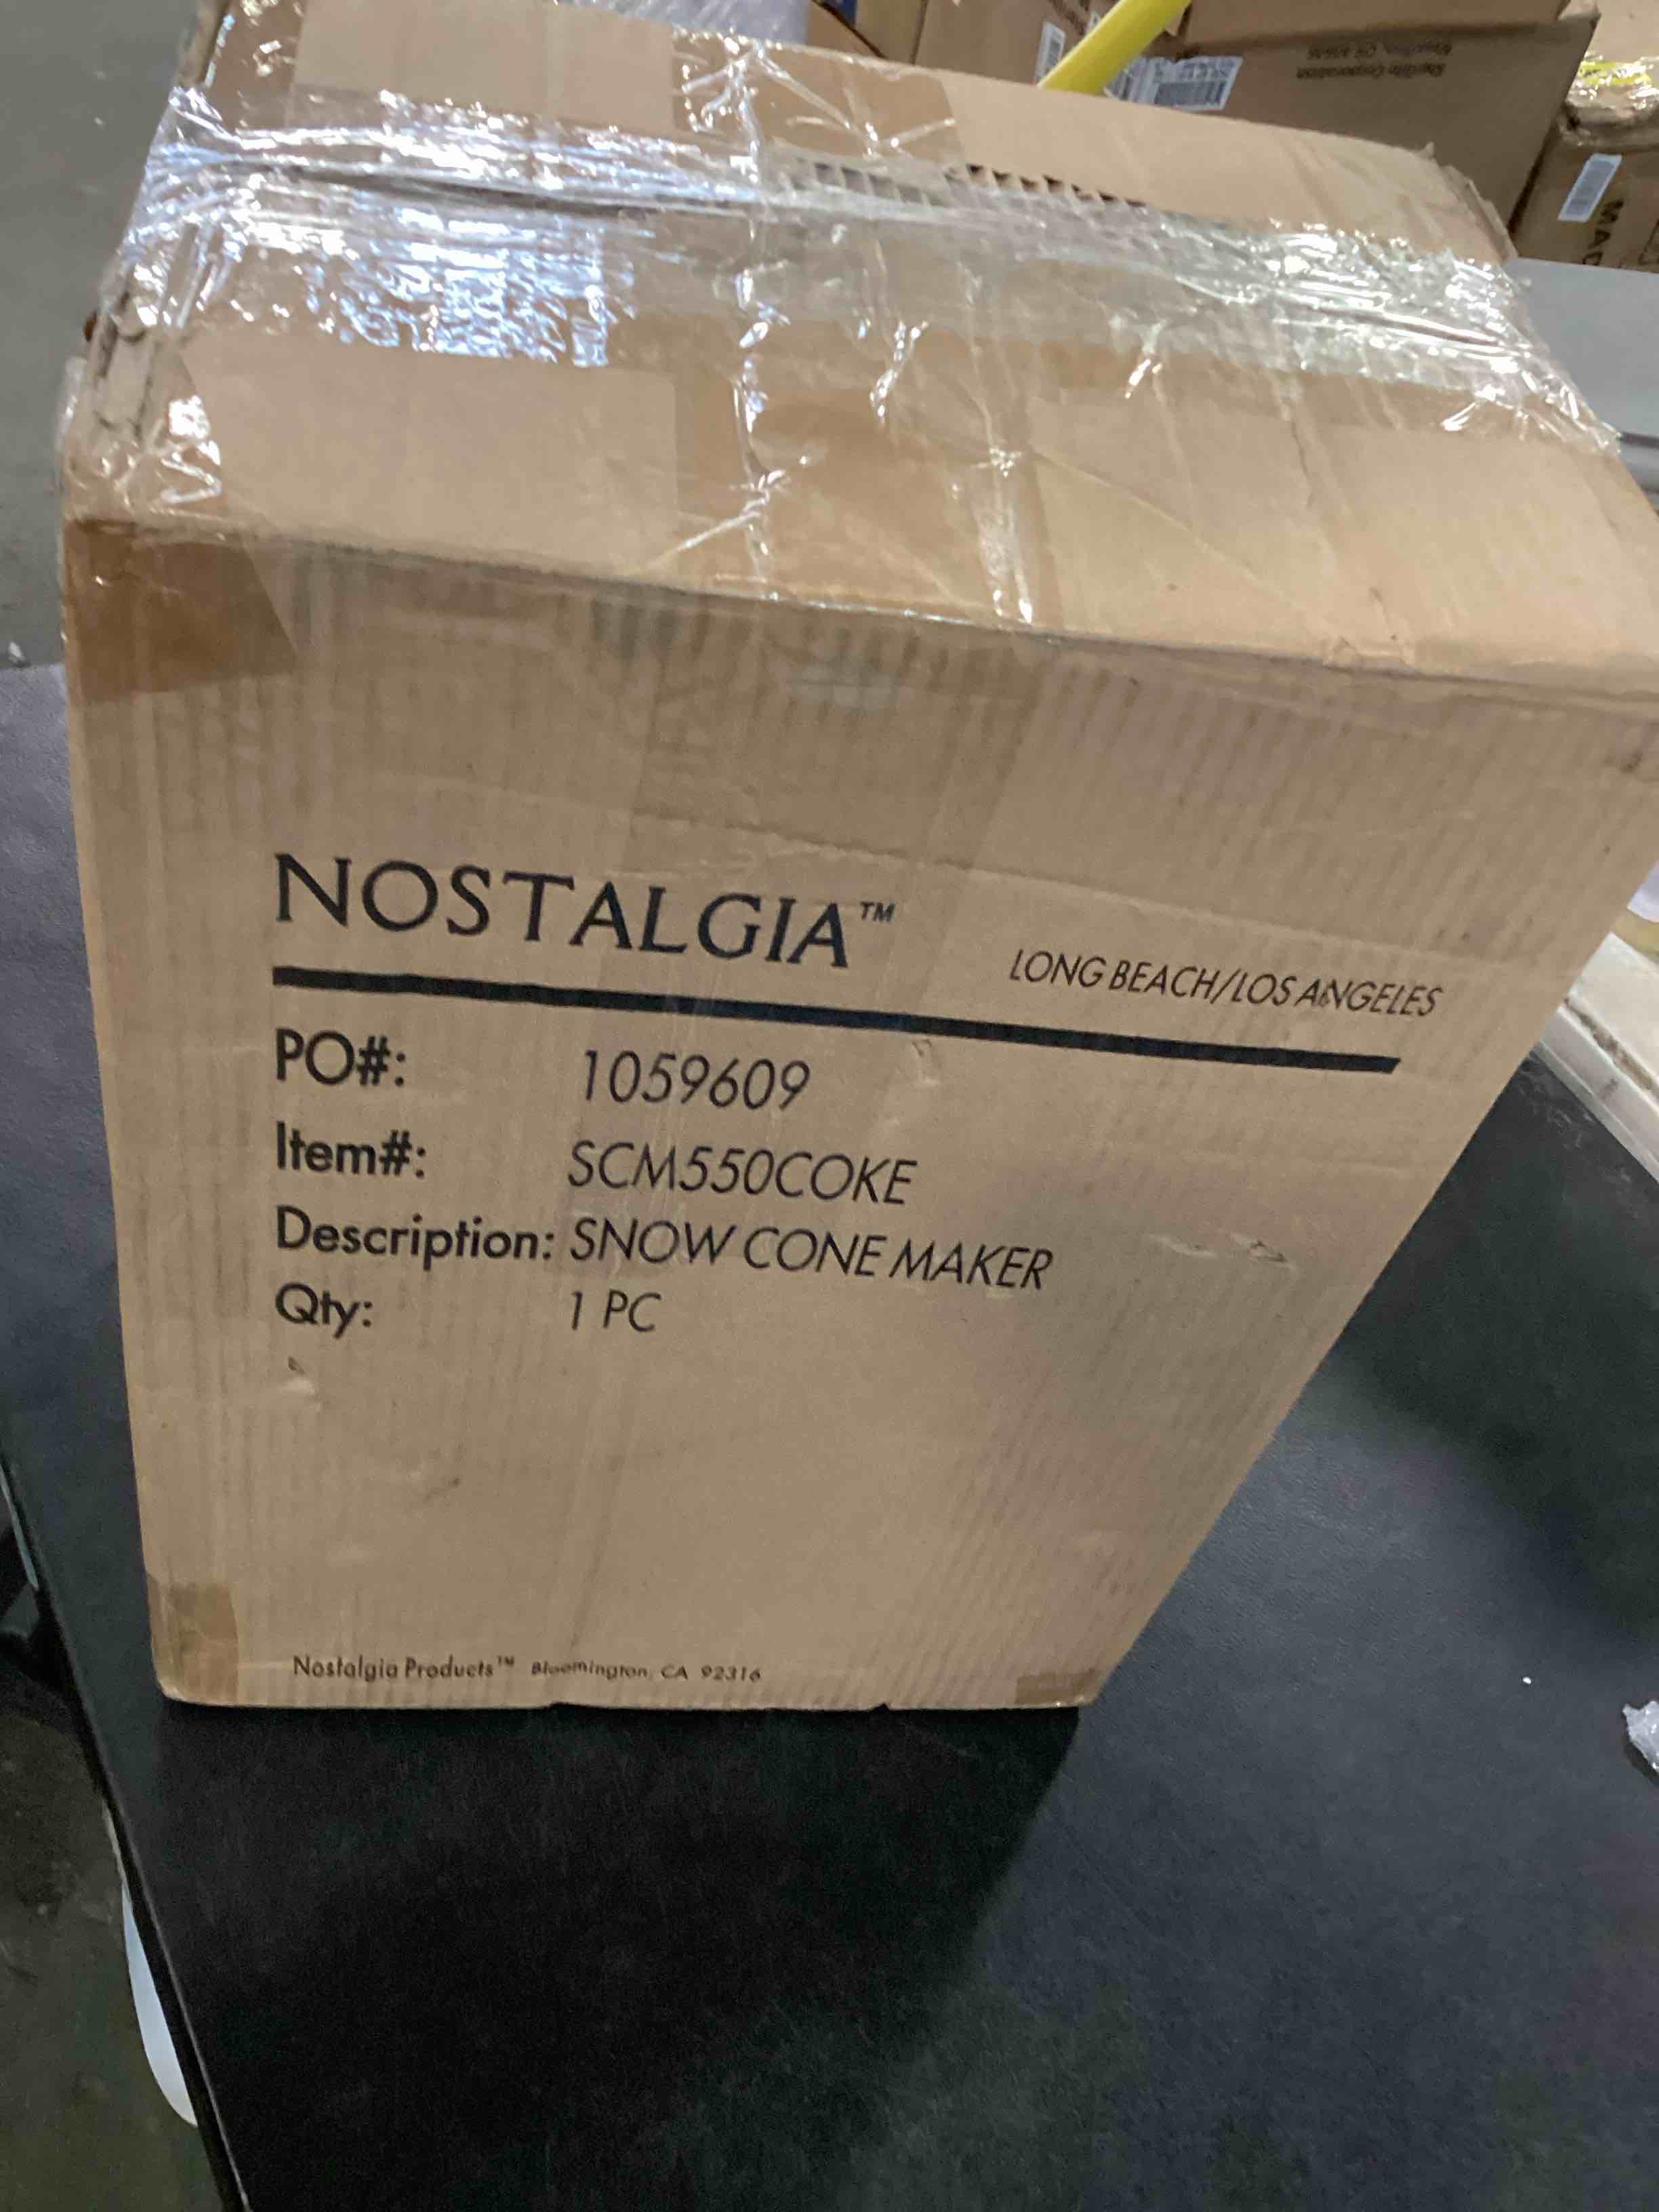 NOSTALGIA™
LONG BEACH/LOS ANGELES
PO#: 1059609
Item#: SCM550COKE
Description: SNOW CONE MAKER
Qty: 1 PC
Nostalgia Products™ Bloomington, CA 92316